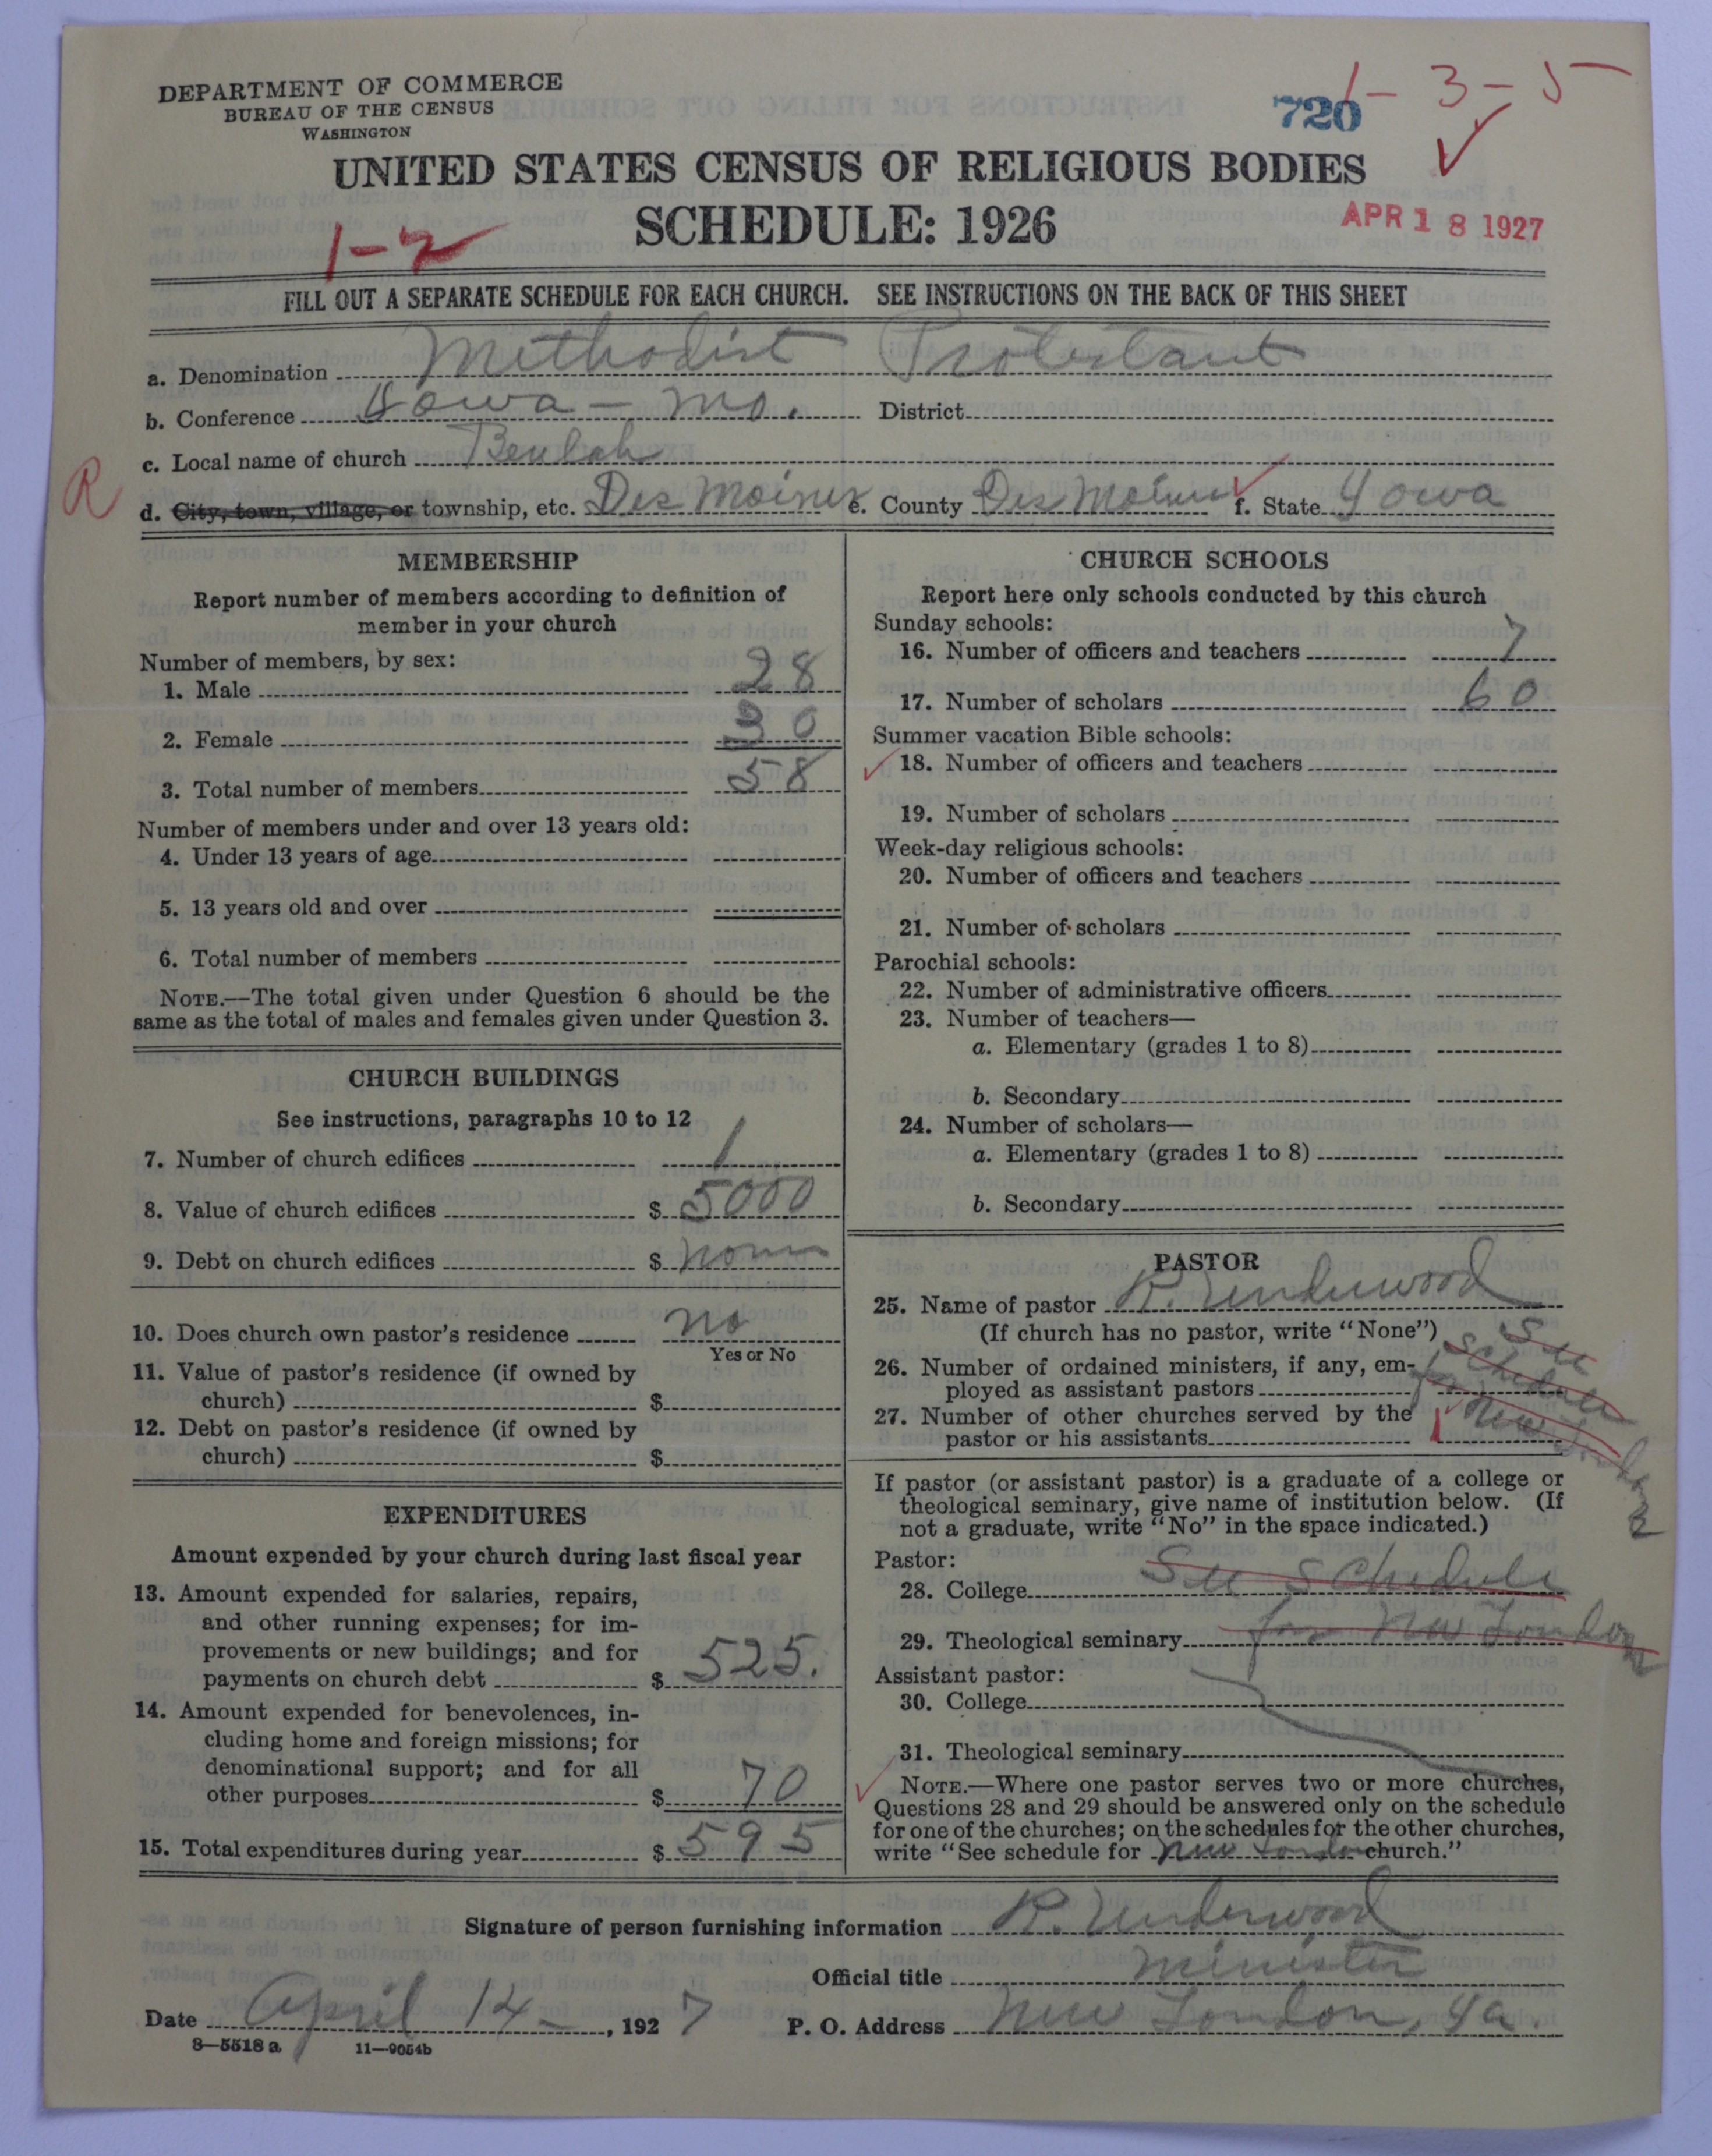 DEPARTMENT OF COMMERCE
BUREAU OF THE CENSUS
WASHINGTON
720
1-3-5
UNITED STATES CENSUS OF RELIGIOUS BODIES
SCHEDULE: 1926
APR 18 1927
1-2
FILL OUT A SEPARATE SCHEDULE FOR EACH CHURCH. SEE INSTRUCTIONS ON THE BACK OF THIS SHEET
a. Denomination Methodist Protestant
b. Conference Iowa - Mo. District
c. Local name of church Beulah
R
d. City, town, village, or township, etc. Des Moines e. County Des Moines f. State Iowa
MEMBERSHIP
Report number of members according to definition of
member in your church
Number of members, by sex:
1. Male 28
2. Female 30
3. Total number of members 58
Number of members under and over 13 years old:
4. Under 13 years of age
5. 13 years old and over
6. Total number of members
NOTE.—The total given under Question 6 should be the
same as the total of males and females given under Question 3.
CHURCH BUILDINGS
See instructions, paragraphs 10 to 12
7. Number of church edifices 1
8. Value of church edifices $ 5000
9. Debt on church edifices $ None
10. Does church own pastor's residence No
Yes or No
11. Value of pastor's residence (if owned by
church) $
12. Debt on pastor's residence (if owned by
church) $
EXPENDITURES
Amount expended by your church during last fiscal year
13. Amount expended for salaries, repairs,
and other running expenses; for im-
provements or new buildings; and for
payments on church debt $ 525.
14. Amount expended for benevolences, in-
cluding home and foreign missions; for
denominational support; and for all
other purposes $ 70
15. Total expenditures during year $ 595
CHURCH SCHOOLS
Report here only schools conducted by this church
Sunday schools:
16. Number of officers and teachers 7
17. Number of scholars 60
Summer vacation Bible schools:
18. Number of officers and teachers
19. Number of scholars
Week-day religious schools:
20. Number of officers and teachers
21. Number of scholars
Parochial schools:
22. Number of administrative officers
23. Number of teachers—
a. Elementary (grades 1 to 8)
b. Secondary
24. Number of scholars—
a. Elementary (grades 1 to 8)
b. Secondary
PASTOR
25. Name of pastor R. Underwood
(If church has no pastor, write "None")
See
Schedule
for New London
26. Number of ordained ministers, if any, em-
ployed as assistant pastors
27. Number of other churches served by the
pastor or his assistants 1
2
If pastor (or assistant pastor) is a graduate of a college or
theological seminary, give name of institution below. (If
not a graduate, write "No" in the space indicated.)
Pastor:
28. College See Schedule
29. Theological seminary for New London
Assistant pastor:
30. College
31. Theological seminary
NOTE.—Where one pastor serves two or more churches,
Questions 28 and 29 should be answered only on the schedule
for one of the churches; on the schedules for the other churches,
write "See schedule for New London church."
Signature of person furnishing information R. Underwood
Official title Minister
Date April 14 , 1927 P. O. Address New London, Ia.
8—5518 a 11—9054b